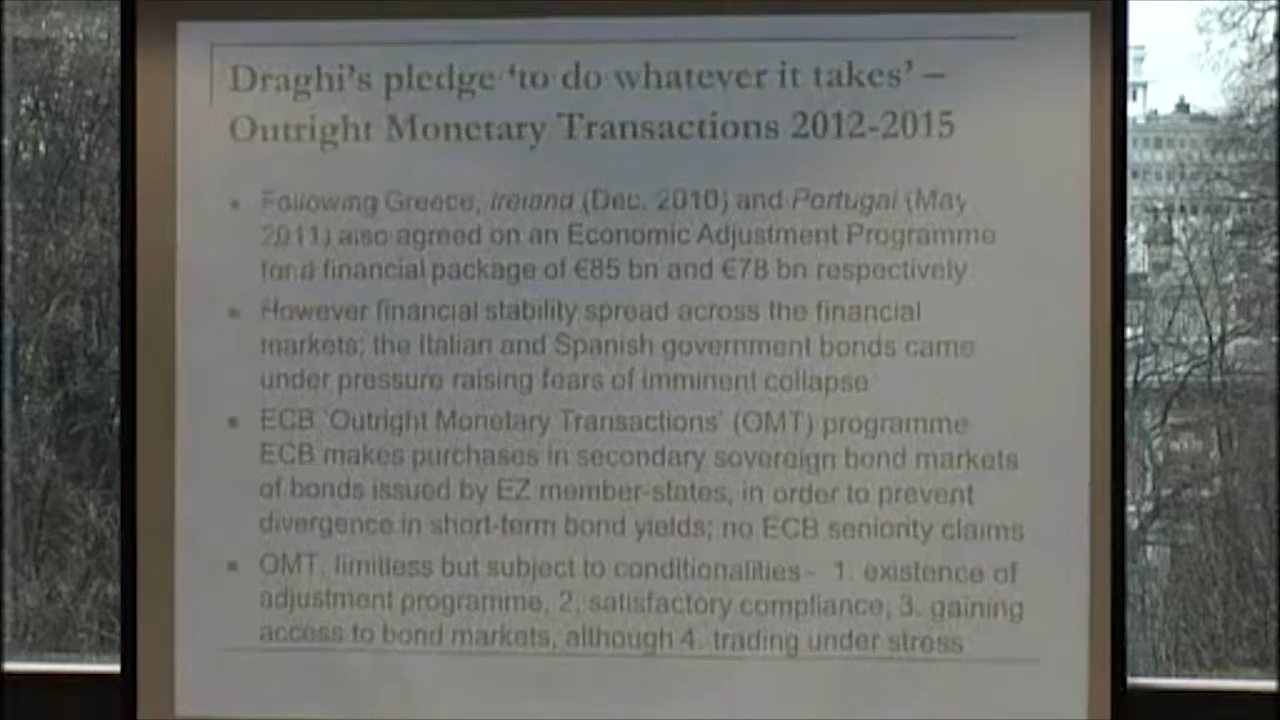 Draghi's pledge 'to do whatever it takes' –
Outright Monetary Transactions 2012-2015
• Following Greece, Ireland (Dec. 2010) and Portugal (May
2011) also agreed on an Economic Adjustment Programme
for a financial package of €85 bn and €78 bn respectively
• However financial stability spread across the financial
markets; the Italian and Spanish government bonds came
under pressure raising fears of imminent collapse
• ECB 'Outright Monetary Transactions' (OMT) programme
ECB makes purchases in secondary sovereign bond markets
of bonds issued by EZ member-states, in order to prevent
divergence in short-term bond yields; no ECB seniority claims
• OMT, limitless but subject to conditionalities - 1. existence of
adjustment programme, 2. satisfactory compliance, 3. gaining
access to bond markets, although 4. trading under stress